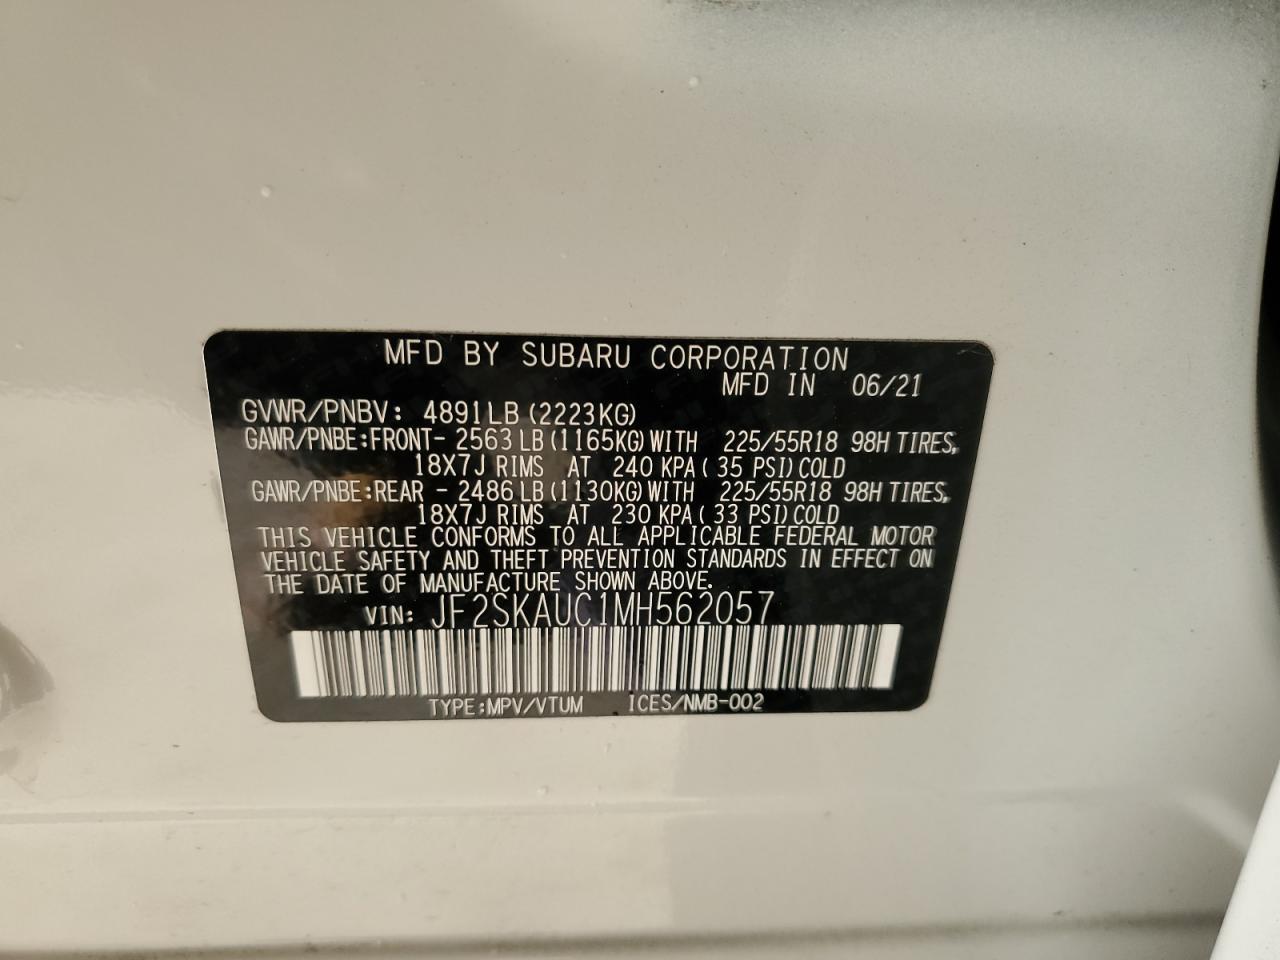 MFD BY SUBARU CORPORATION
MFD IN 06/21
GVWR/PNBV: 4891LB (2223KG)
GAWR/PNBE:FRONT- 2563LB (1165KG) WITH 225/55R18 98H TIRES,
18X7J RIMS AT 240 KPA( 35 PSI) COLD
GAWR/PNBE:REAR - 2486LB (1130KG) WITH 225/55R18 98H TIRES,
18X7J RIMS AT 230 KPA( 33 PSI) COLD
THIS VEHICLE CONFORMS TO ALL APPLICABLE FEDERAL MOTOR
VEHICLE SAFETY AND THEFT PREVENTION STANDARDS IN EFFECT ON
THE DATE OF MANUFACTURE SHOWN ABOVE.
VIN: JF2SKAUC1MH562057
TYPE:MPV/VTUM ICES/NMB-002